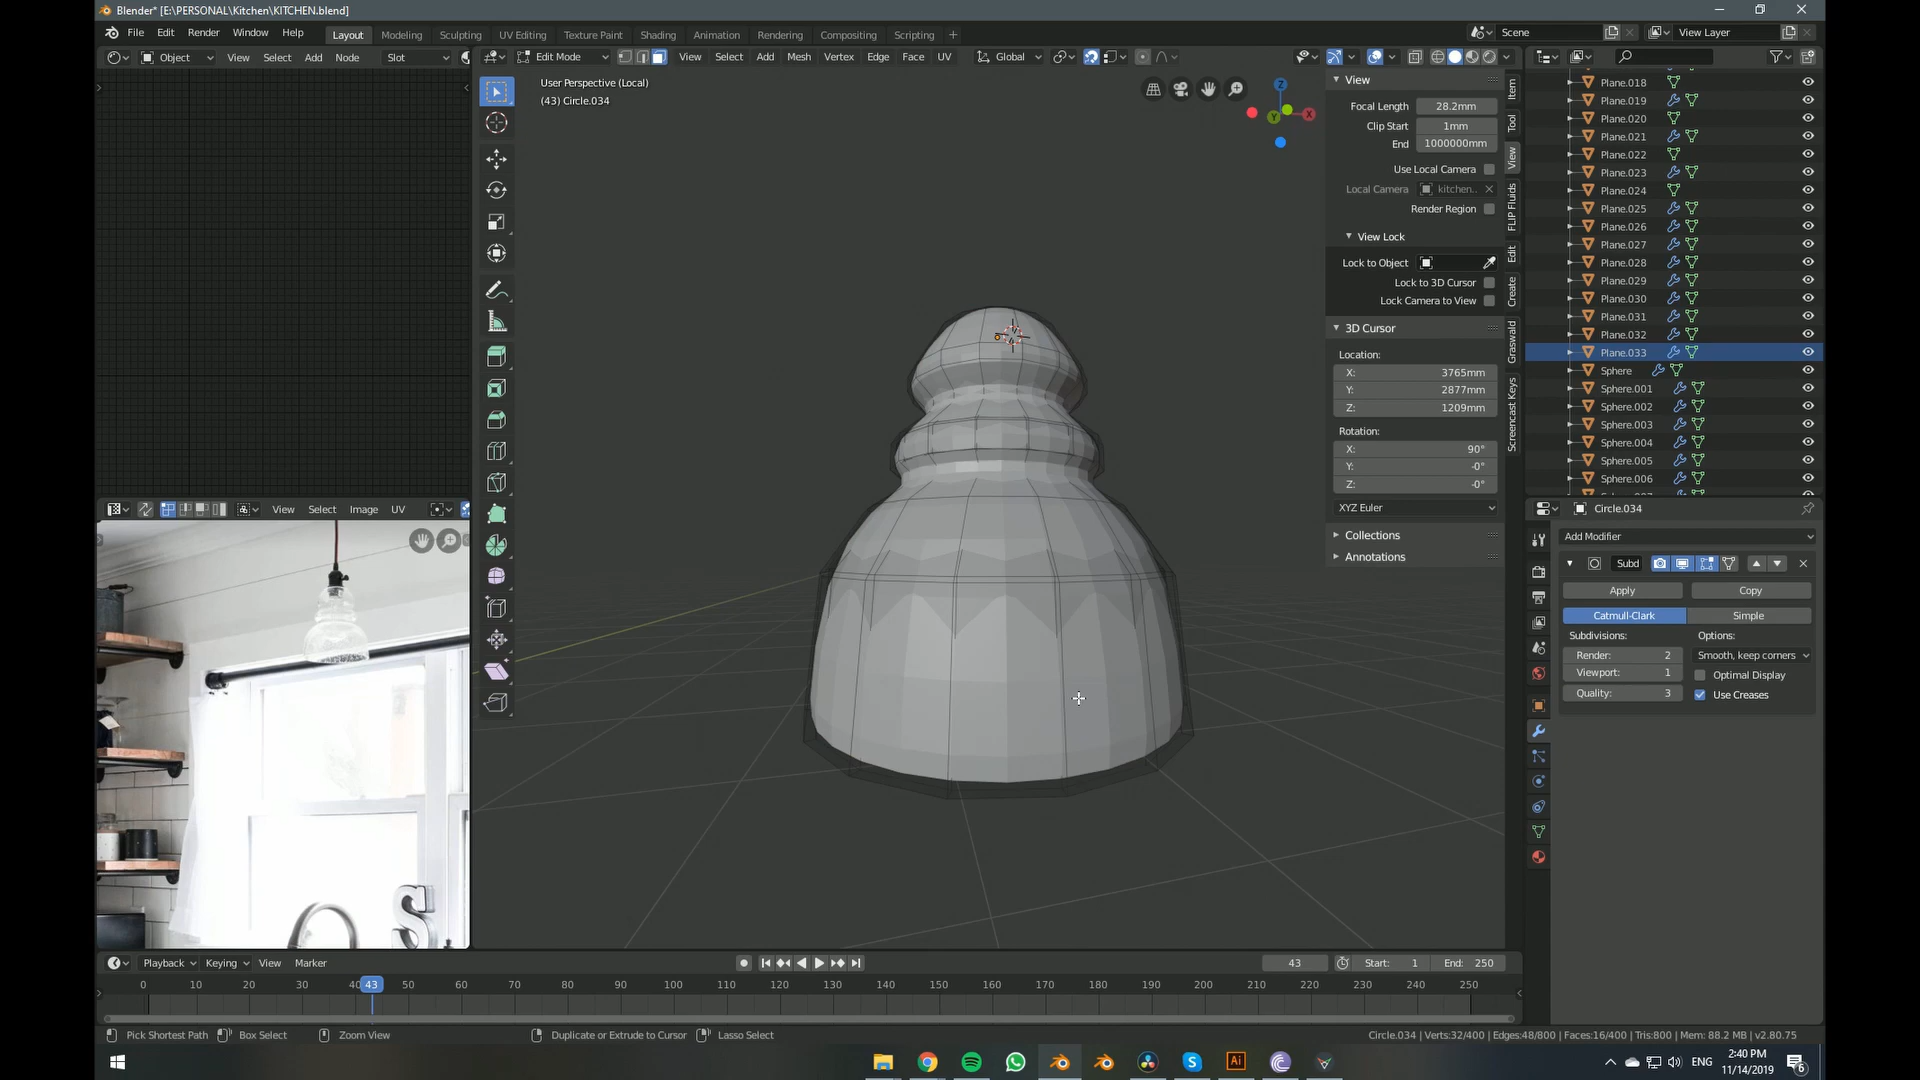 Blender* [E:\PERSONAL\Kitchen\KITCHEN.blend]
File Edit Render Window Help Layout Modeling Sculpting UV Editing Texture Paint Shading Animation Rendering Compositing Scripting + Scene View Layer
Object View Select Add Node Slot Edit Mode View Select Add Mesh Vertex Edge Face UV Global
User Perspective (Local)
(43) Circle.034
View
Focal Length 28.2mm
Clip Start 1mm
End 1000000mm
Use Local Camera
Local Camera kitchen..
Render Region
View Lock
Lock to Object
Lock to 3D Cursor
Lock Camera to View
3D Cursor
Location:
X: 3765mm
Y: 2877mm
Z: 1209mm
Rotation:
X: 90°
Y: -0°
Z: -0°
XYZ Euler
Collections
Annotations
Item
Tool
View
FLIP Fluids
Edit
Create
Graswald
Screencast Keys
Plane.018
Plane.019
Plane.020
Plane.021
Plane.022
Plane.023
Plane.024
Plane.025
Plane.026
Plane.027
Plane.028
Plane.029
Plane.030
Plane.031
Plane.032
Plane.033
Sphere
Sphere.001
Sphere.002
Sphere.003
Sphere.004
Sphere.005
Sphere.006
Circle.034
Add Modifier
Subd
Apply Copy
Catmull-Clark Simple
Subdivisions: Options:
Render: 2 Smooth, keep corners
Viewport: 1 Optimal Display
Quality: 3 Use Creases
View Select Image UV
S
Playback Keying View Marker 43 Start: 1 End: 250
0 10 20 30 40 43 50 60 70 80 90 100 110 120 130 140 150 160 170 180 190 200 210 220 230 240 250
Pick Shortest Path Box Select Zoom View Duplicate or Extrude to Cursor Lasso Select Circle.034 | Verts:32/400 | Edges:48/800 | Faces:16/400 | Tris:800 | Mem: 88.2 MB | v2.80.75
ENG 2:40 PM
11/14/2019 6